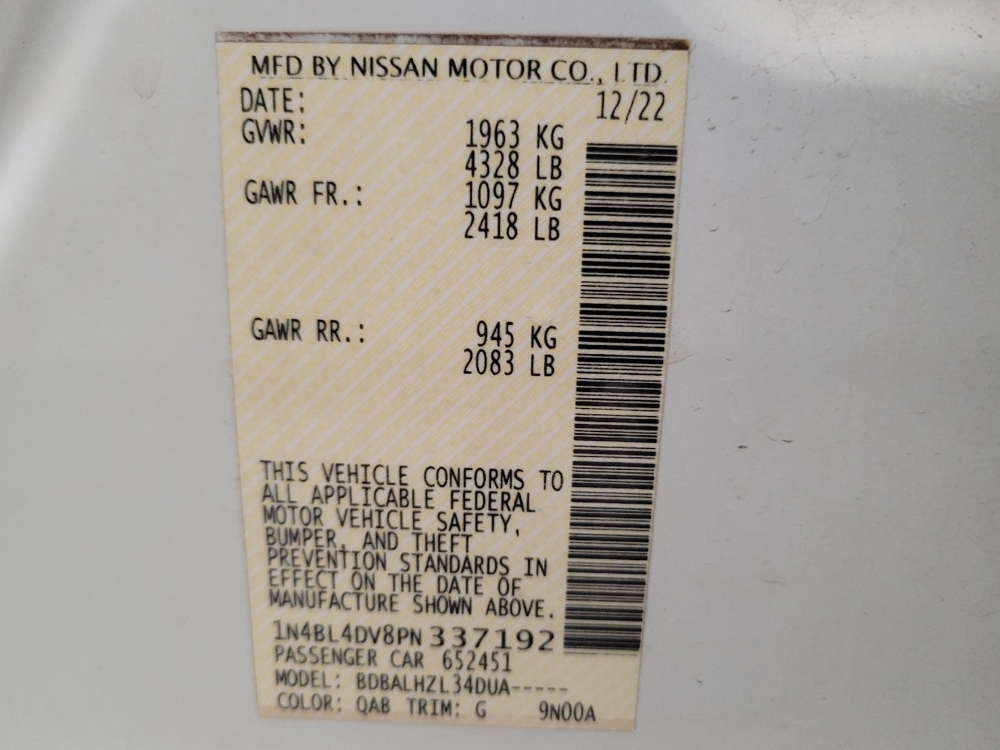 MFD BY NISSAN MOTOR CO., LTD.
DATE: 12/22
GVWR: 1963 KG
4328 LB
GAWR FR.: 1097 KG
2418 LB
GAWR RR.: 945 KG
2083 LB
THIS VEHICLE CONFORMS TO
ALL APPLICABLE FEDERAL
MOTOR VEHICLE SAFETY,
BUMPER, AND THEFT
PREVENTION STANDARDS IN
EFFECT ON THE DATE OF
MANUFACTURE SHOWN ABOVE.
1N4BL4DV8PN 337192
PASSENGER CAR 652451
MODEL: BDBALHZL34DUA-----
COLOR: QAB TRIM: G 9N00A